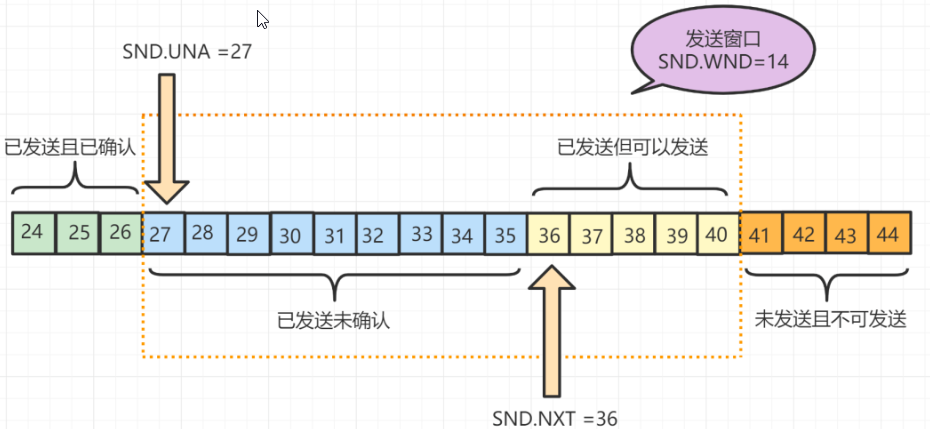 SND.UNA =27
发送窗口
SND.WND=14
已发送且已确认
已发送但可以发送
24 25 26 27 28 29 30 31 32 33 34 35 36 37 38 39 40 41 42 43 44
已发送未确认
未发送且不可发送
SND.NXT =36